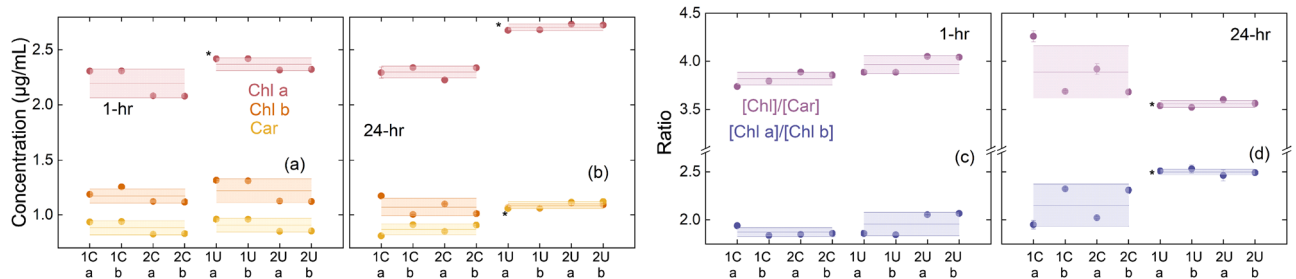 Concentration (µg/mL)
2.5
2.0
1.5
1.0
*
1-hr
Chl a
Chl b
Car
(a)
1C a
1C b
2C a
2C b
1U a
1U b
2U a
2U b
*
24-hr
(b)
*
1C a
1C b
2C a
2C b
1U a
1U b
2U a
2U b
Ratio
4.5
4.0
3.5
2.5
2.0
1-hr
[Chl]/[Car]
[Chl a]/[Chl b]
(c)
1C a
1C b
2C a
2C b
1U a
1U b
2U a
2U b
24-hr
*
*
(d)
1C a
1C b
2C a
2C b
1U a
1U b
2U a
2U b